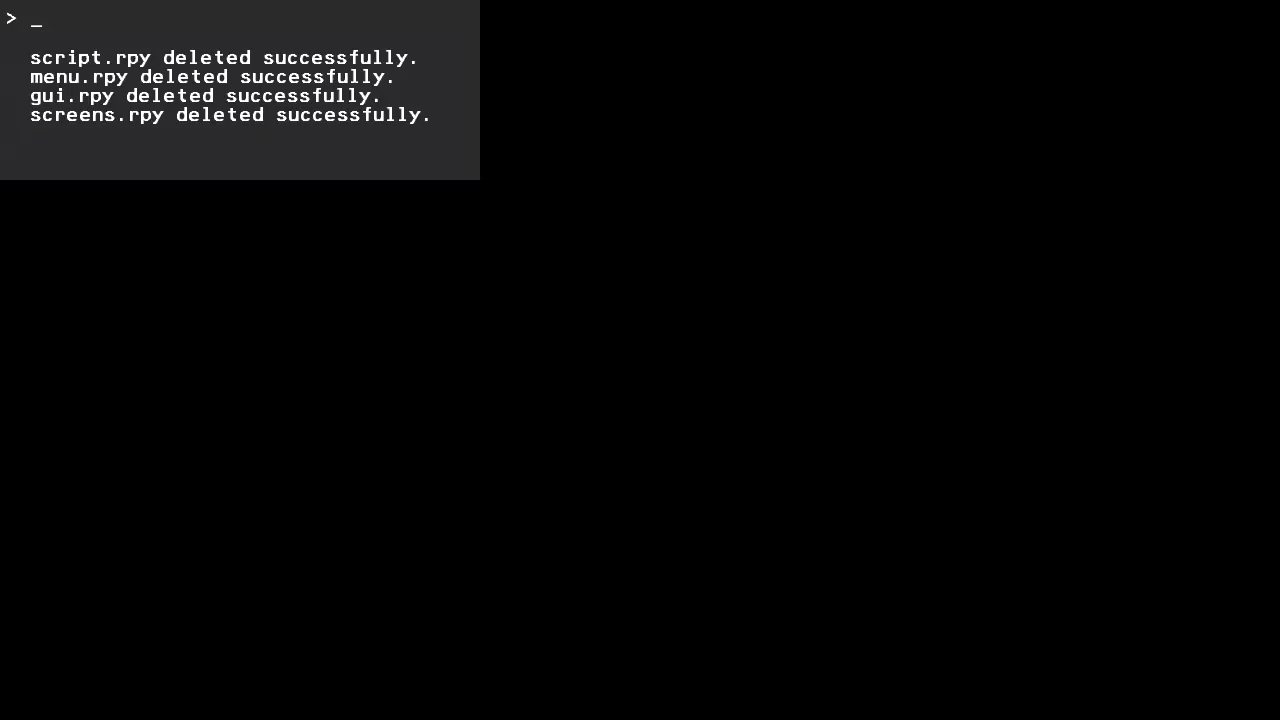 > _
script.rpy deleted successfully.
menu.rpy deleted successfully.
gui.rpy deleted successfully.
screens.rpy deleted successfully.